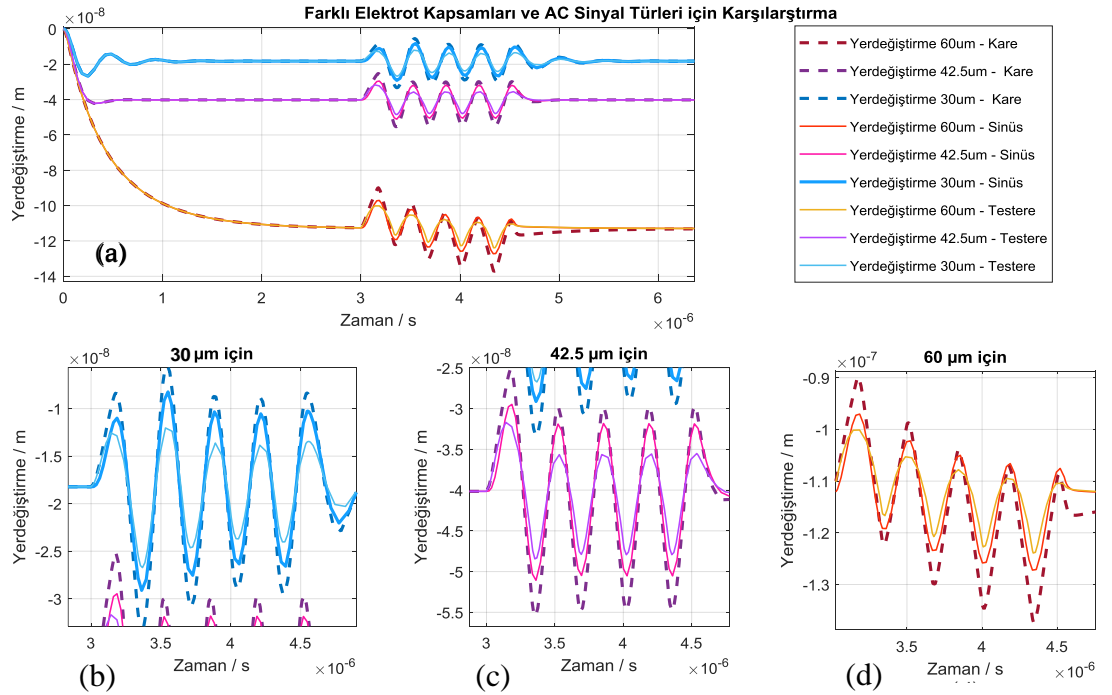 Farklı Elektrot Kapsamları ve AC Sinyal Türleri için Karşılarştırma
×10⁻⁸
0
-2
-4
-6
-8
-10
-12
-14
Yerdeğiştirme / m
(a)
0
1
2
3
4
5
6
Zaman / s
×10⁻⁶
Yerdeğiştirme 60um - Kare
Yerdeğiştirme 42.5um - Kare
Yerdeğiştirme 30um - Kare
Yerdeğiştirme 60um - Sinüs
Yerdeğiştirme 42.5um - Sinüs
Yerdeğiştirme 30um - Sinüs
Yerdeğiştirme 60um - Testere
Yerdeğiştirme 42.5um - Testere
Yerdeğiştirme 30um - Testere
×10⁻⁸
30 µm için
-1
-1.5
-2
-2.5
-3
Yerdeğiştirme / m
3
3.5
4
4.5
Zaman / s
×10⁻⁶
(b)
×10⁻⁸
42.5 µm için
-2.5
-3
-3.5
-4
-4.5
-5
-5.5
Yerdeğiştirme / m
3
3.5
4
4.5
Zaman / s
×10⁻⁶
(c)
×10⁻⁷
60 µm için
-0.9
-1
-1.1
-1.2
-1.3
Yerdeğiştirme / m
3.5
4
4.5
Zaman / s
×10⁻⁶
(d)